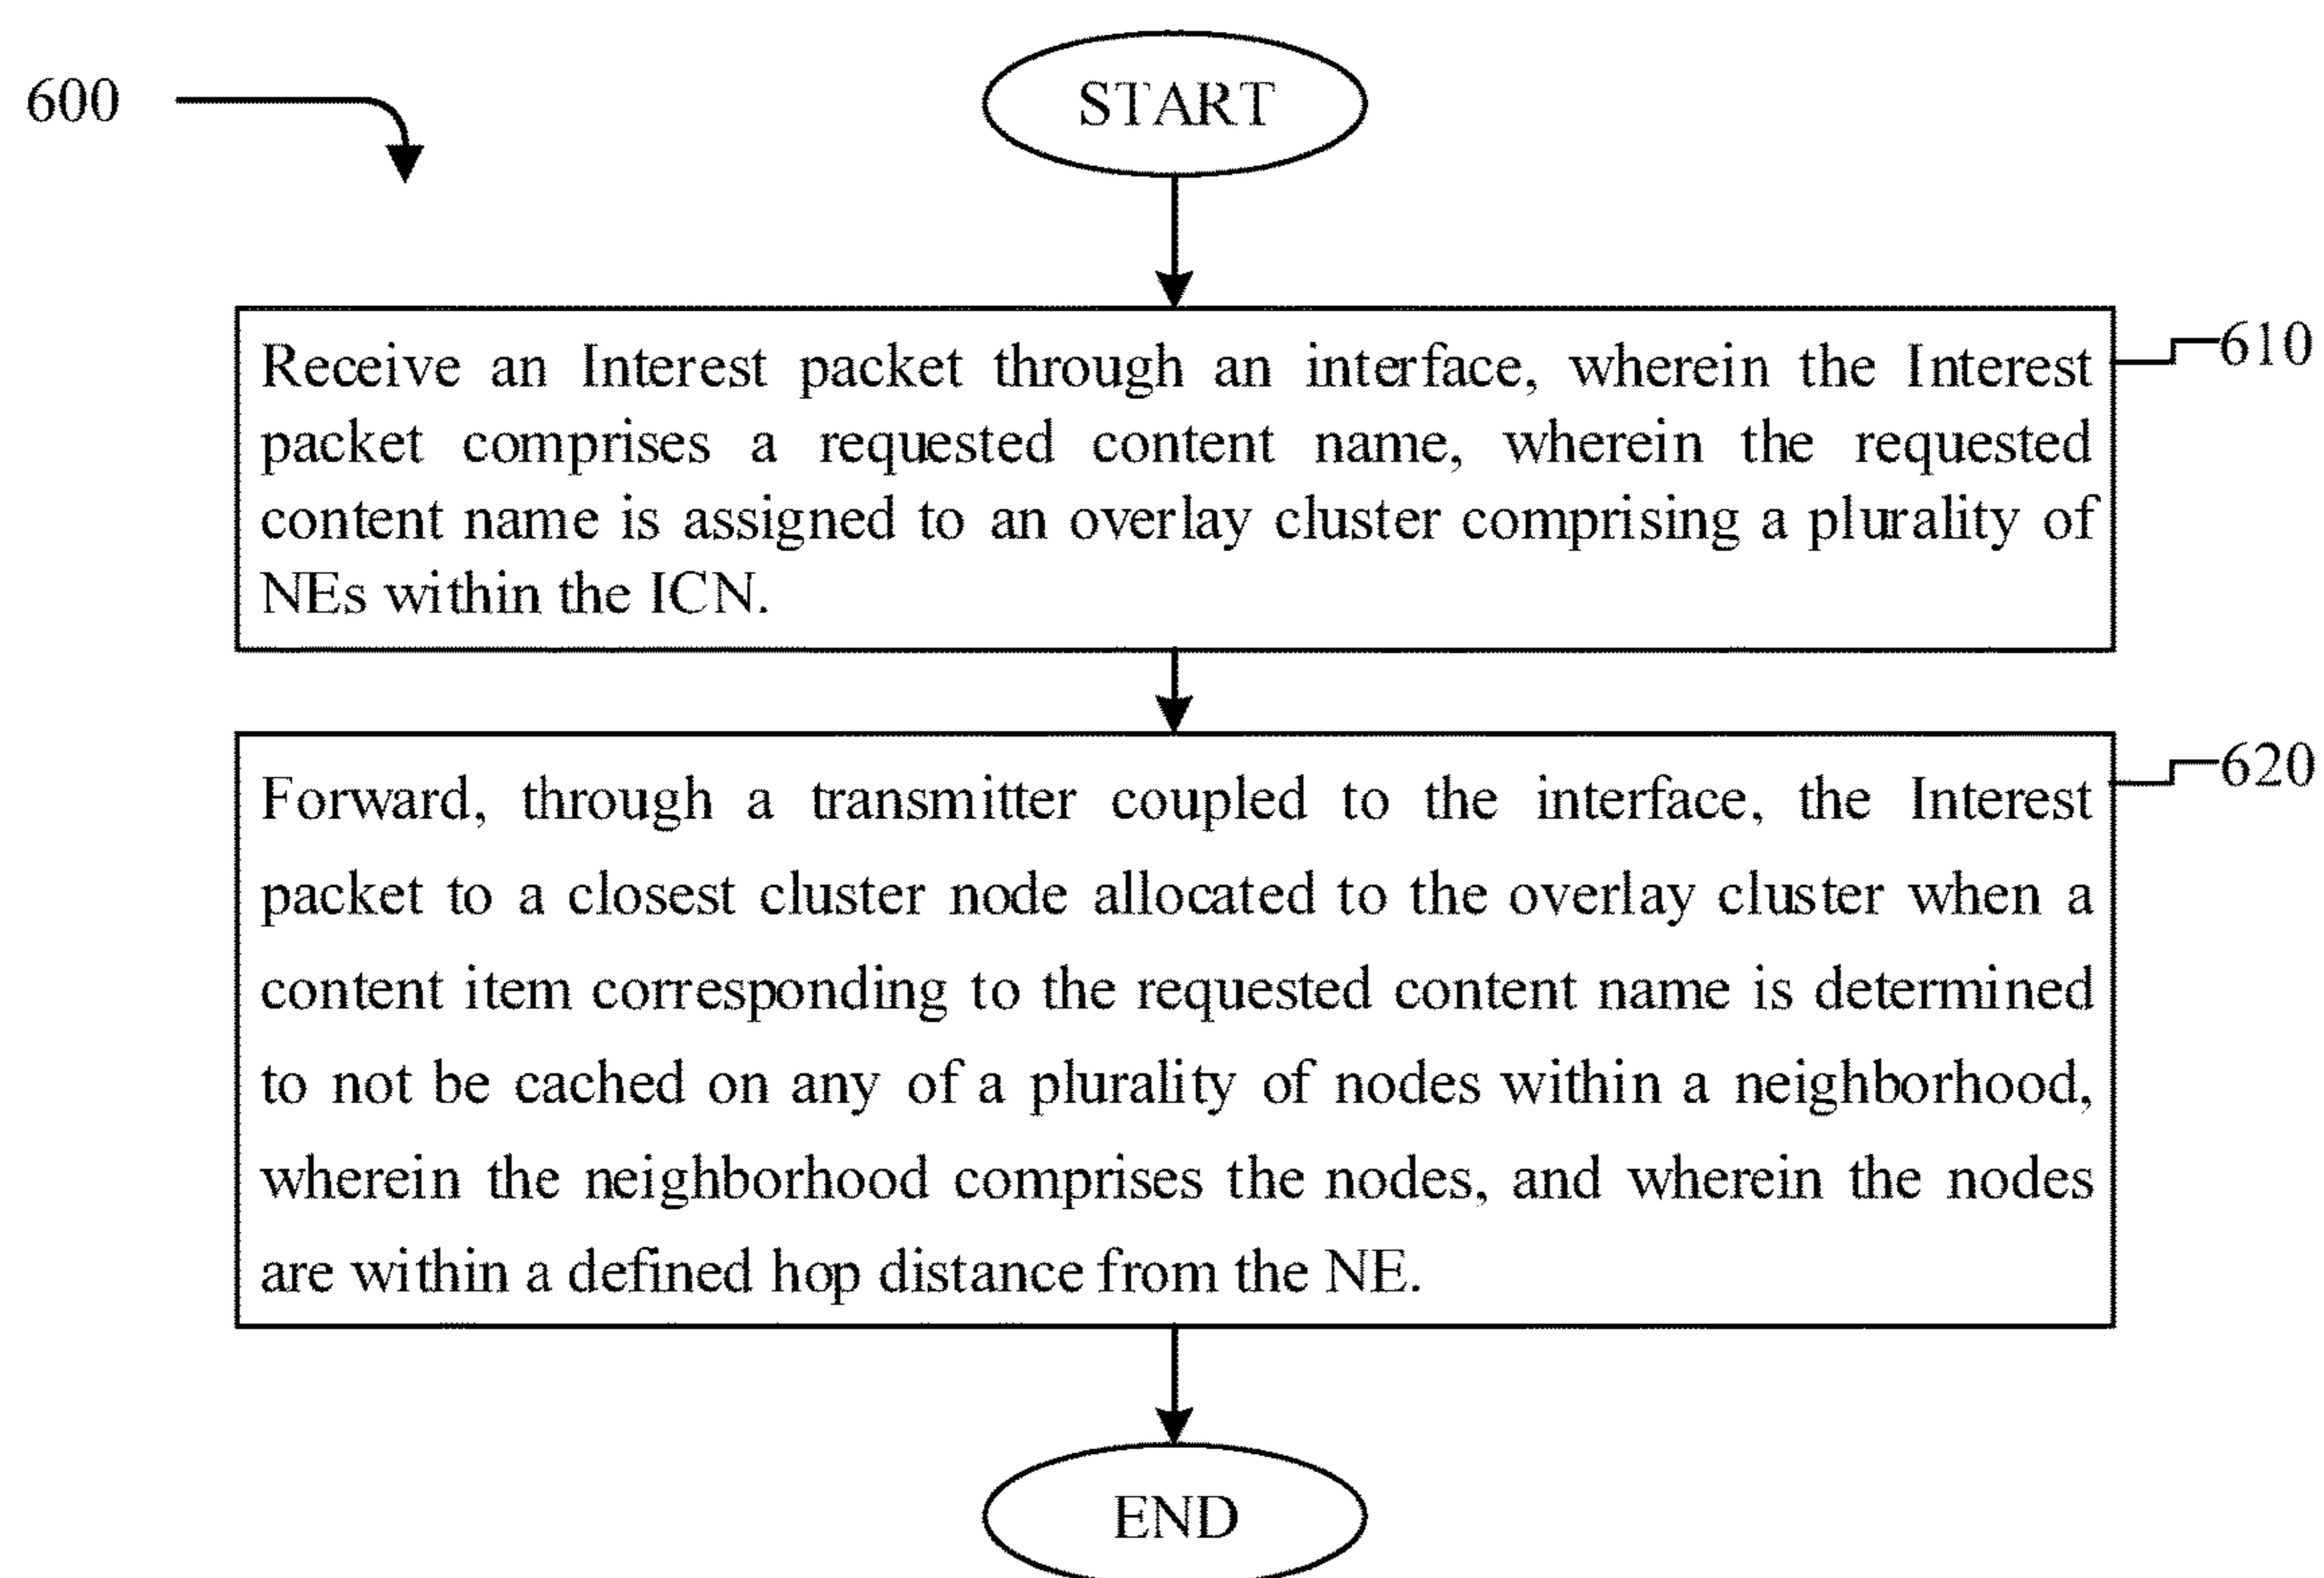 600
START
610
Receive an Interest packet through an interface, wherein the Interest
packet comprises a requested content name, wherein the requested
content name is assigned to an overlay cluster comprising a plurality of
NEs within the ICN.
620
Forward, through a transmitter coupled to the interface, the Interest
packet to a closest cluster node allocated to the overlay cluster when a
content item corresponding to the requested content name is determined
to not be cached on any of a plurality of nodes within a neighborhood,
wherein the neighborhood comprises the nodes, and wherein the nodes
are within a defined hop distance from the NE.
END